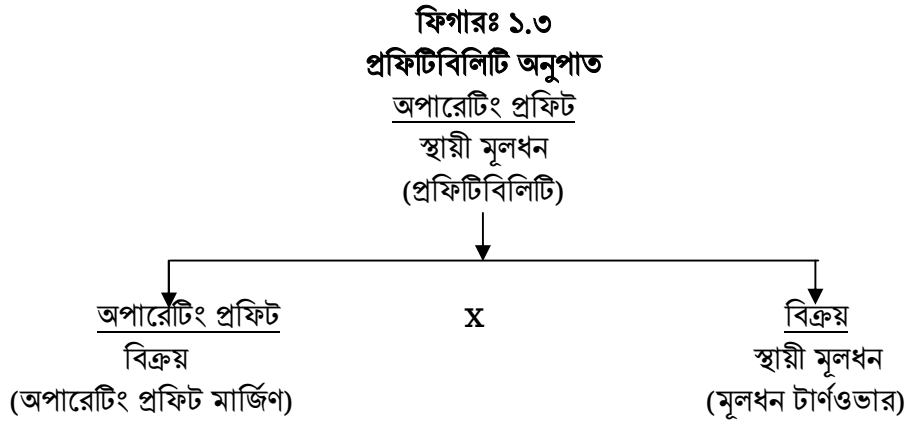 ফিগারঃ ১.৩
প্রফিটিবিলিটি অনুপাত
অপারেটিং প্রফিট
স্থায়ী মূলধন
(প্রফিটিবিলিটি)
অপারেটিং প্রফিট x বিক্রয়
বিক্রয় স্থায়ী মূলধন
(অপারেটিং প্রফিট মার্জিণ) (মূলধন টার্ণওভার)